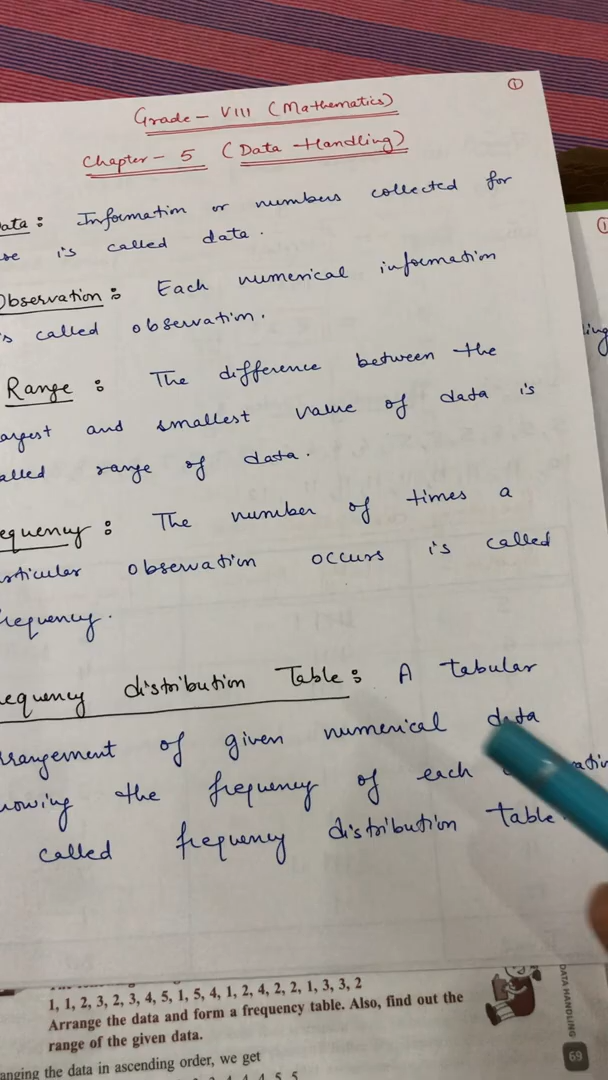 ①
Grade - VIII (Mathematics)
Chapter - 5 (Data Handling)
ata: Information or numbers collected for
is called data.
Observation: Each numerical information
is called observation.
Range: The difference between the
argest and smallest value of data is
alled range of data.
equency: The number of times a
articular observation occurs is called
requency.
equency distribution Table: A tabular
rrangement of given numerical data
howing the frequency of each
called frequency distribution Table.
1, 1, 2, 3, 2, 3, 4, 5, 1, 5, 4, 1, 2, 4, 2, 2, 1, 3, 3, 2
Arrange the data and form a frequency table. Also, find out the
range of the given data.
anging the data in ascending order, we get
DATA HANDLING
69